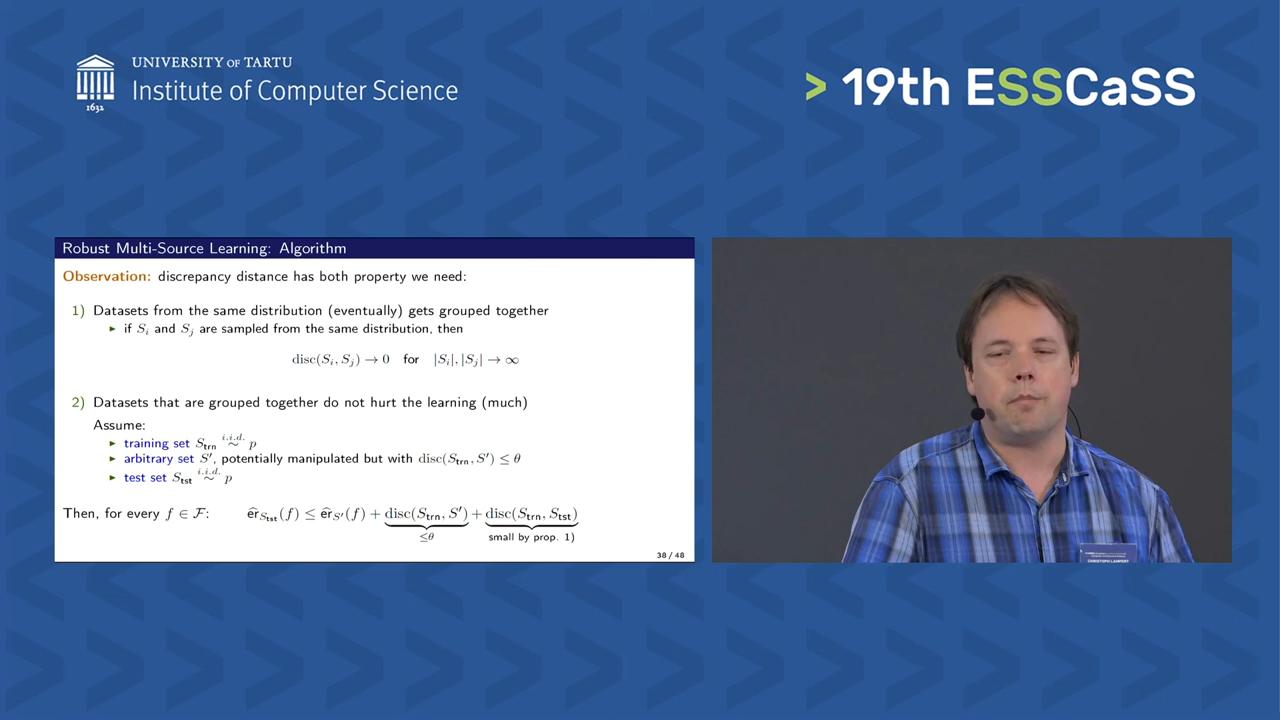 UNIVERSITY OF TARTU
Institute of Computer Science
1632
> 19th ESSCaSS
Robust Multi-Source Learning: Algorithm
Observation: discrepancy distance has both property we need:
1) Datasets from the same distribution (eventually) gets grouped together
▶ if S_i and S_j are sampled from the same distribution, then
disc(S_i, S_j) → 0 for |S_i|, |S_j| → ∞
2) Datasets that are grouped together do not hurt the learning (much)
Assume:
▶ training set S_trn i.i.d. ∼ p
▶ arbitrary set S′, potentially manipulated but with disc(S_trn, S′) ≤ θ
▶ test set S_tst i.i.d. ∼ p
Then, for every f ∈ F: êr_S_tst(f) ≤ êr_S′(f) + disc(S_trn, S′) + disc(S_trn, S_tst)
≤θ small by prop. 1)
38 / 48
CHRISTOPH LAMPERT